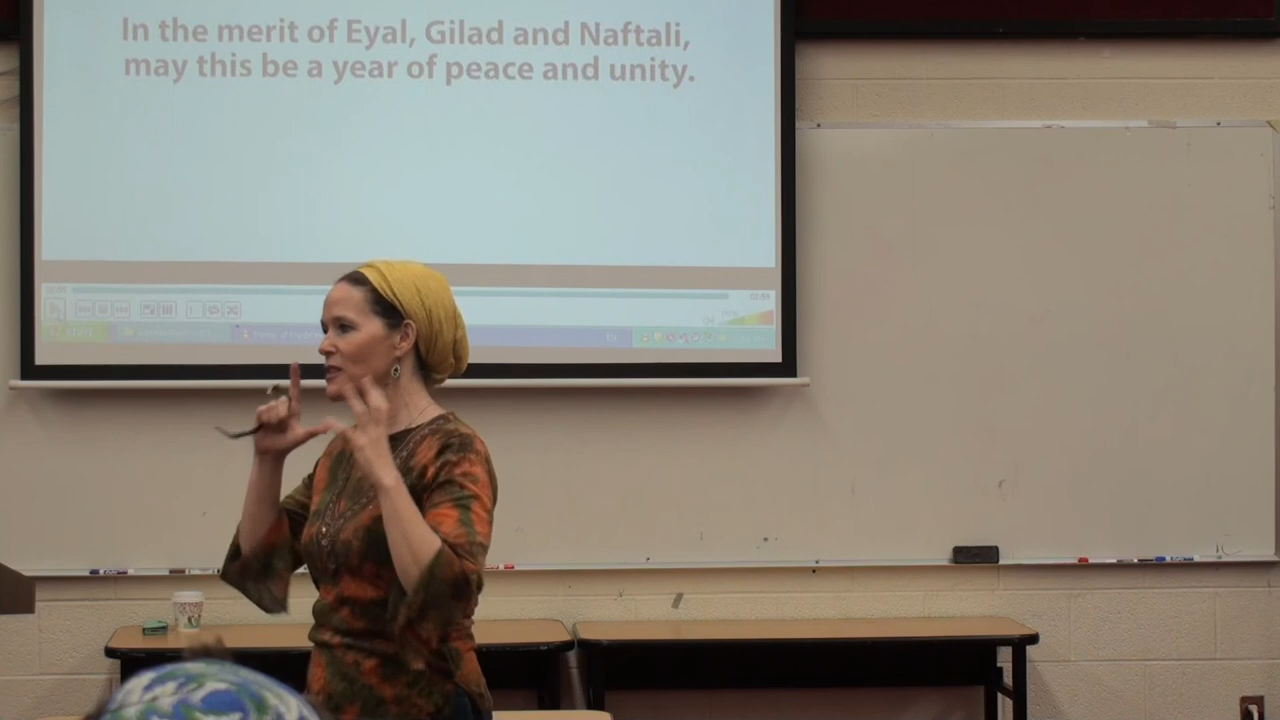 In the merit of Eyal, Gilad and Naftali,
may this be a year of peace and unity.